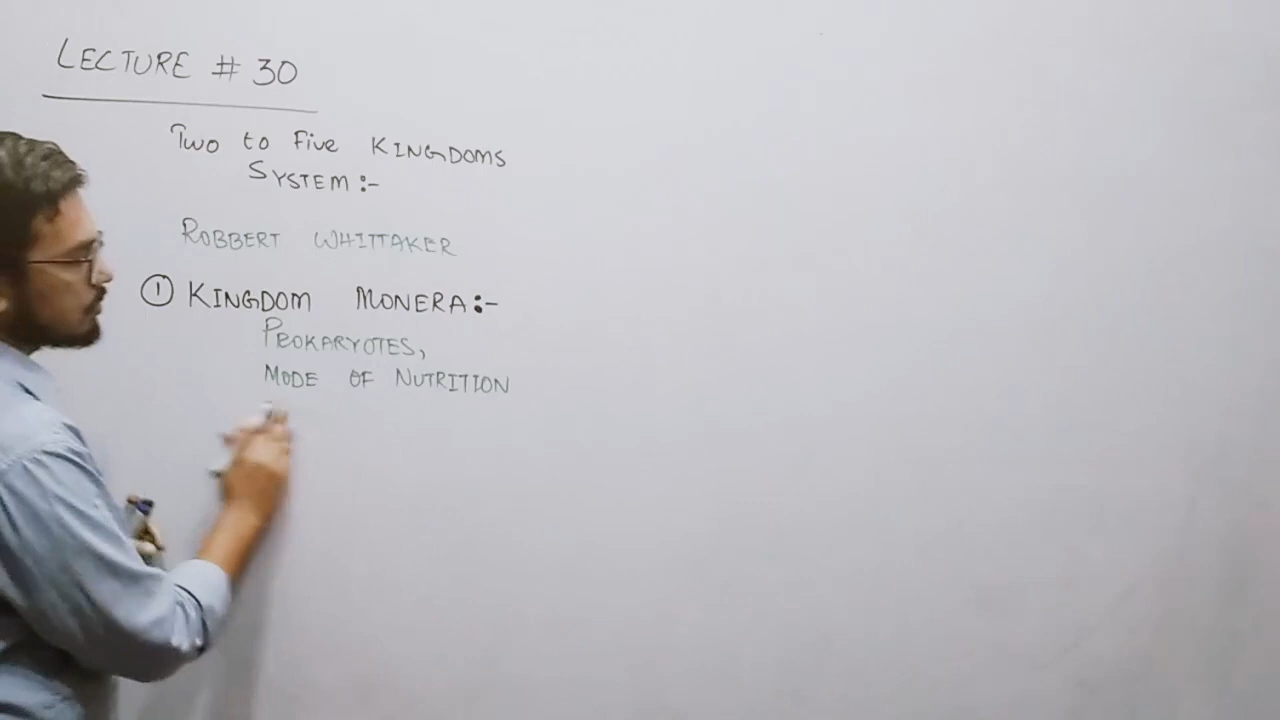 LECTURE # 30
Two to Five KINGDOMS
SYSTEM :-
ROBBERT WHITTAKER
① KINGDOM MONERA :-
PROKARYOTES,
MODE OF NUTRITION